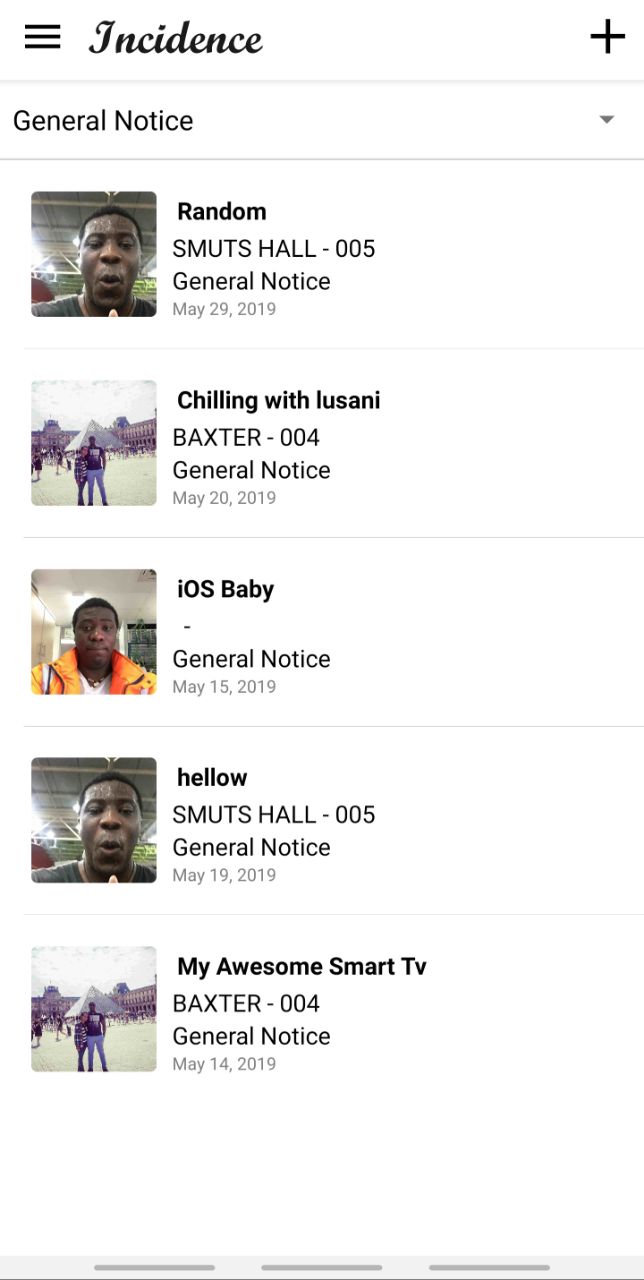 Incidence
General Notice
Random
SMUTS HALL - 005
General Notice
May 29, 2019
Chilling with lusani
BAXTER - 004
General Notice
May 20, 2019
iOS Baby
-
General Notice
May 15, 2019
hellow
SMUTS HALL - 005
General Notice
May 19, 2019
My Awesome Smart Tv
BAXTER - 004
General Notice
May 14, 2019